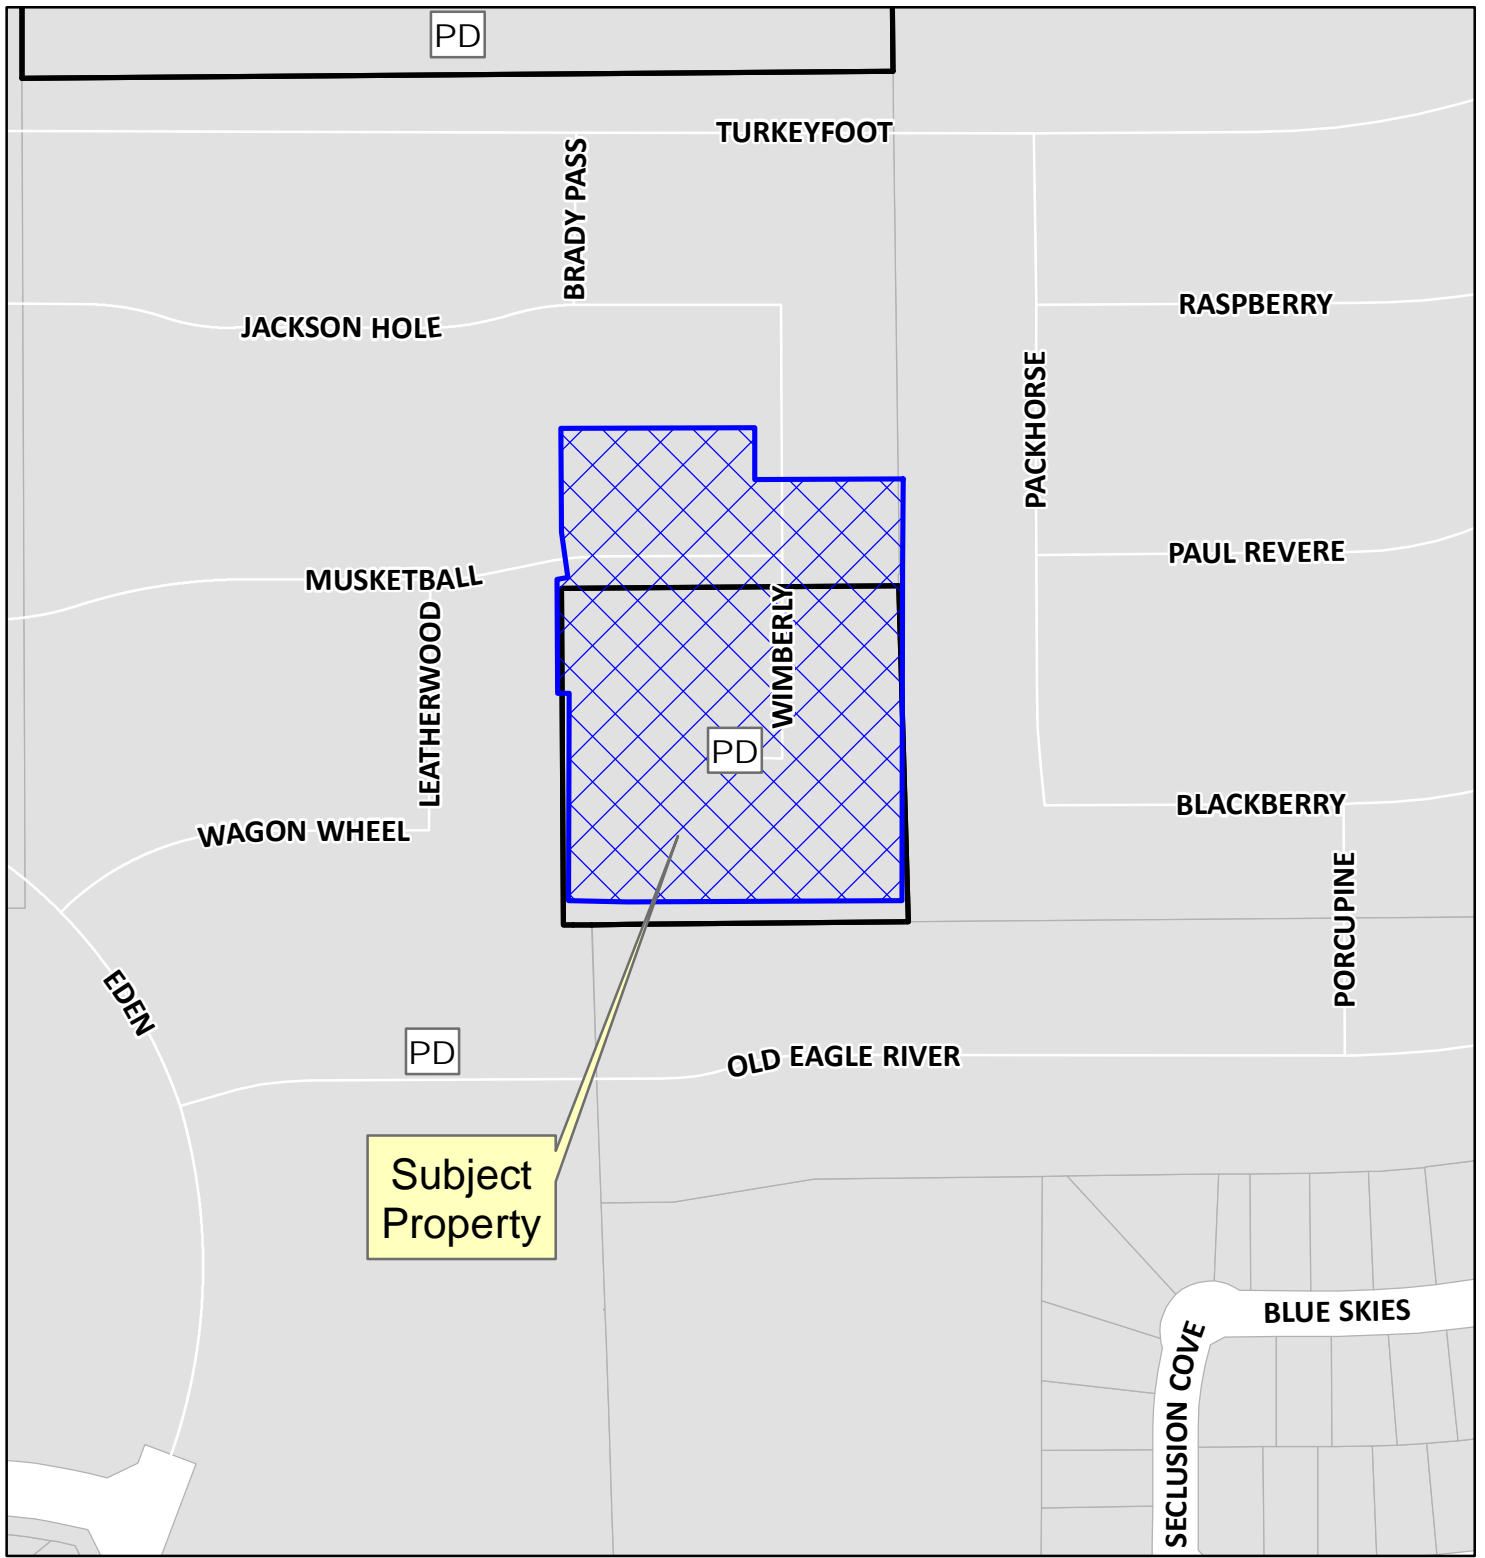 PD
TURKEYFOOT
BRADY PASS
JACKSON HOLE
RASPBERRY
PACKHORSE
PAUL REVERE
MUSKETBALL
LEATHERWOOD
WIMBERLY
PD
WAGON WHEEL
BLACKBERRY
PORCUPINE
EDEN
PD
OLD EAGLE RIVER
Subject
Property
BLUE SKIES
SECLUSION COVE